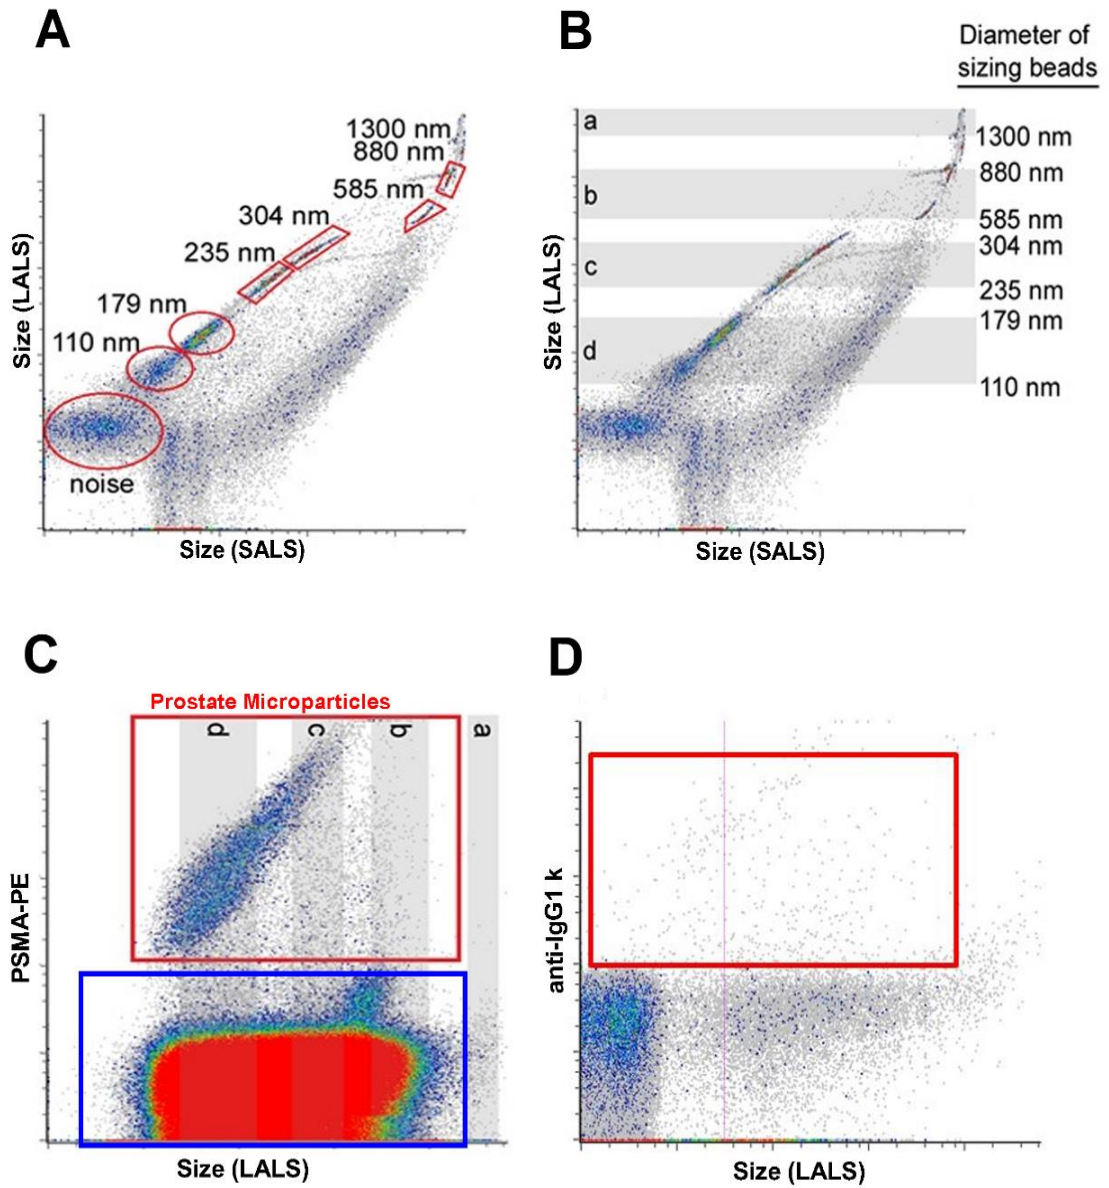 A
1300 nm
880 nm
585 nm
304 nm
235 nm
179 nm
110 nm
noise
Size (LALS)
Size (SALS)
B
Diameter of
sizing beads
a
b
c
d
1300 nm
880 nm
585 nm
304 nm
235 nm
179 nm
110 nm
Size (LALS)
Size (SALS)
C
Prostate Microparticles
d
c
b
a
PSMA-PE
Size (LALS)
D
anti-IgG1 k
Size (LALS)